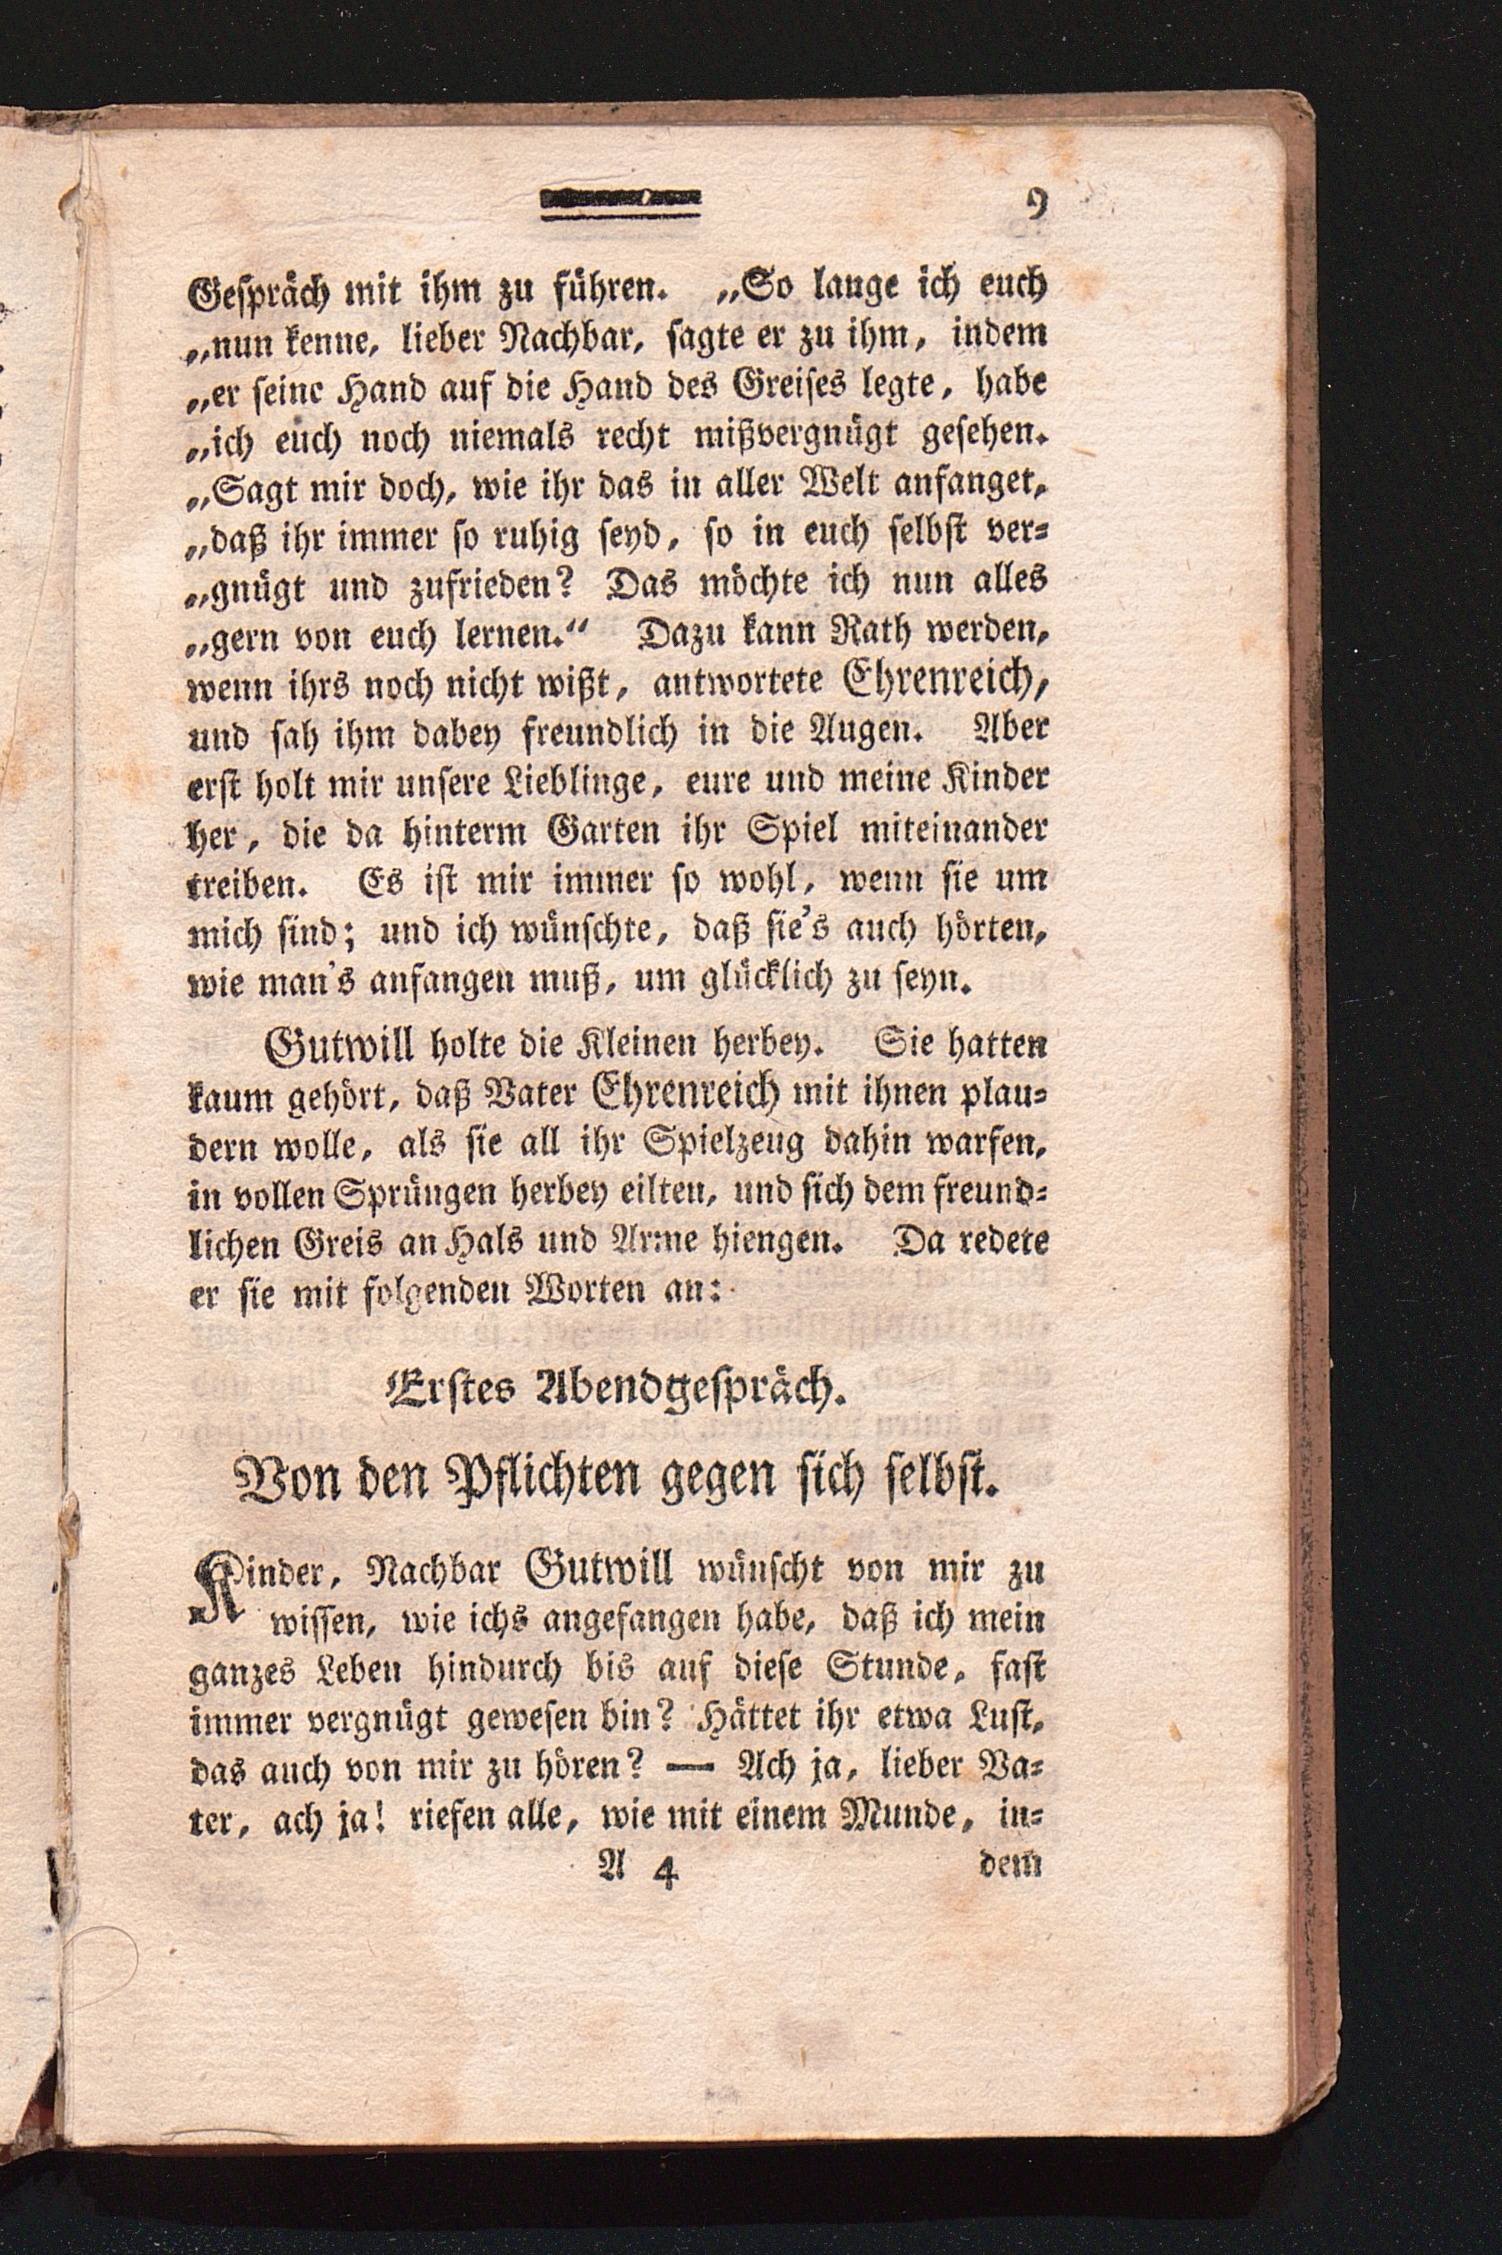 9
Gespräch mit ihm zu führen. „So lange ich euch
„nun kenne, lieber Nachbar, sagte er zu ihm, indem
„er seine Hand auf die Hand des Greises legte, habe
„ich euch noch niemals recht mißvergnügt gesehen.
„Sagt mir doch, wie ihr das in aller Welt anfanget,
„daß ihr immer so ruhig seyd, so in euch selbst ver-
„gnügt und zufrieden? Das möchte ich nun alles
„gern von euch lernen.“ Dazu kann Rath werden,
wenn ihrs noch nicht wißt, antwortete Ehrenreich,
und sah ihm dabey freundlich in die Augen. Aber
erst holt mir unsere Lieblinge, eure und meine Kinder
her, die da hinterm Garten ihr Spiel miteinander
treiben. Es ist mir immer so wohl, wenn sie um
mich sind; und ich wünschte, daß sie's auch hörten,
wie man's anfangen muß, um glücklich zu seyn.
Gutwill holte die Kleinen herbey. Sie hatten
kaum gehört, daß Vater Ehrenreich mit ihnen plau-
dern wolle, als sie all ihr Spielzeug dahin warfen,
in vollen Sprüngen herbey eilten, und sich dem freund-
lichen Greis an Hals und Arme hiengen. Da redete
er sie mit folgenden Worten an:
Erstes Abendgespräch.
Von den Pflichten gegen sich selbst.
Kinder, Nachbar Gutwill wünscht von mir zu
wissen, wie ichs angefangen habe, daß ich mein
ganzes Leben hindurch bis auf diese Stunde, fast
immer vergnügt gewesen bin? Hättet ihr etwa Lust,
das auch von mir zu hören? — Ach ja, lieber Va-
ter, ach ja! riefen alle, wie mit einem Munde, in-
A 4 dem